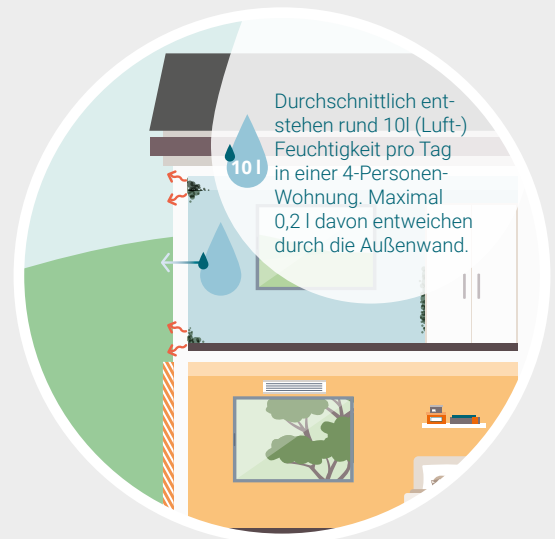 Durchschnittlich ent-
stehen rund 10l (Luft-)
Feuchtigkeit pro Tag
in einer 4-Personen-
Wohnung. Maximal
0,2 l davon entweichen
durch die Außenwand.
10 l